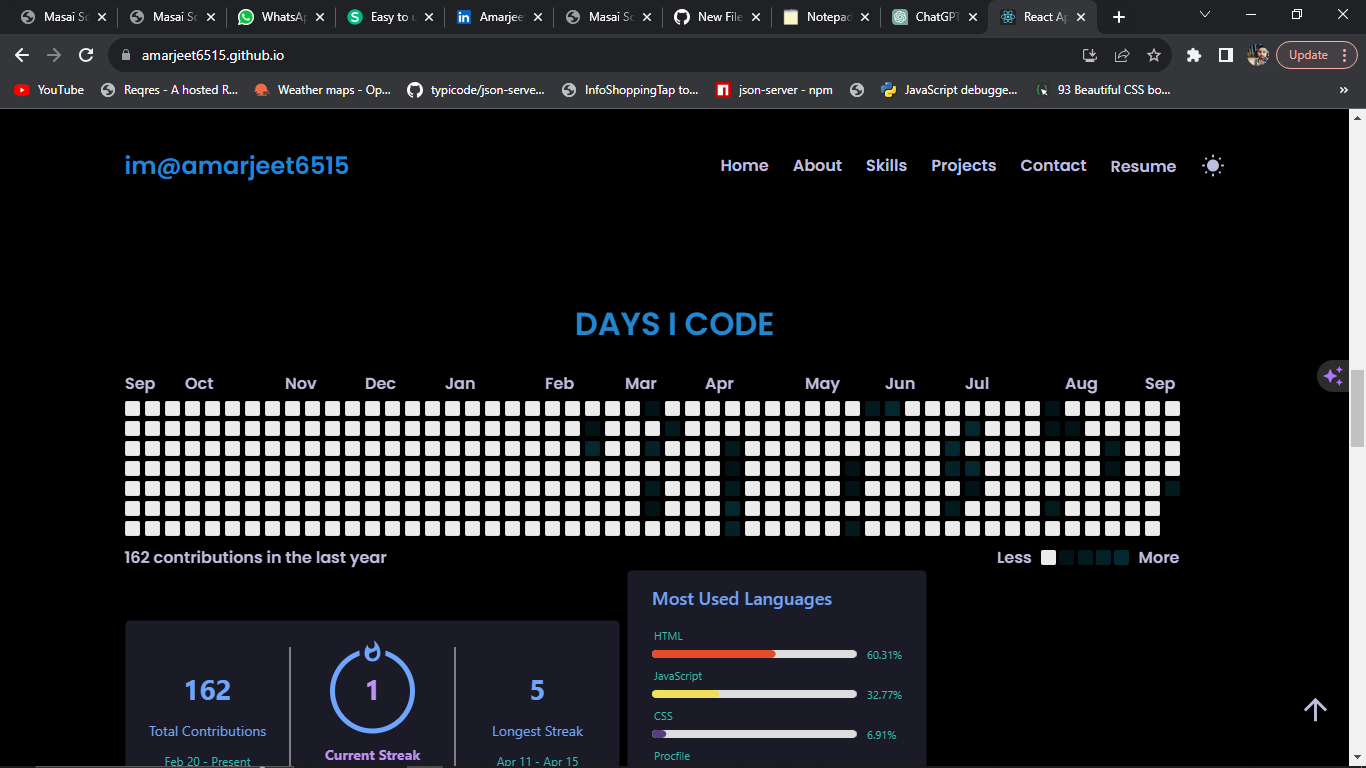 Masai Sc
Masai Sc
WhatsAp
Easy to u
Amarjee
Masai Sc
New File
Notepad
ChatGPT
React Ap
amarjeet6515.github.io
Update
YouTube
Reqres - A hosted R...
Weather maps - Op...
typicode/json-serve...
InfoShoppingTap to...
json-server - npm
JavaScript debugge...
93 Beautiful CSS bo...
im@amarjeet6515
Home About Skills Projects Contact Resume
DAYS I CODE
Sep Oct Nov Dec Jan Feb Mar Apr May Jun Jul Aug Sep
162 contributions in the last year
Less More
162
Total Contributions
Feb 20 - Present
1
Current Streak
5
Longest Streak
Apr 11 - Apr 15
Most Used Languages
HTML
60.31%
JavaScript
32.77%
CSS
6.91%
Procfile